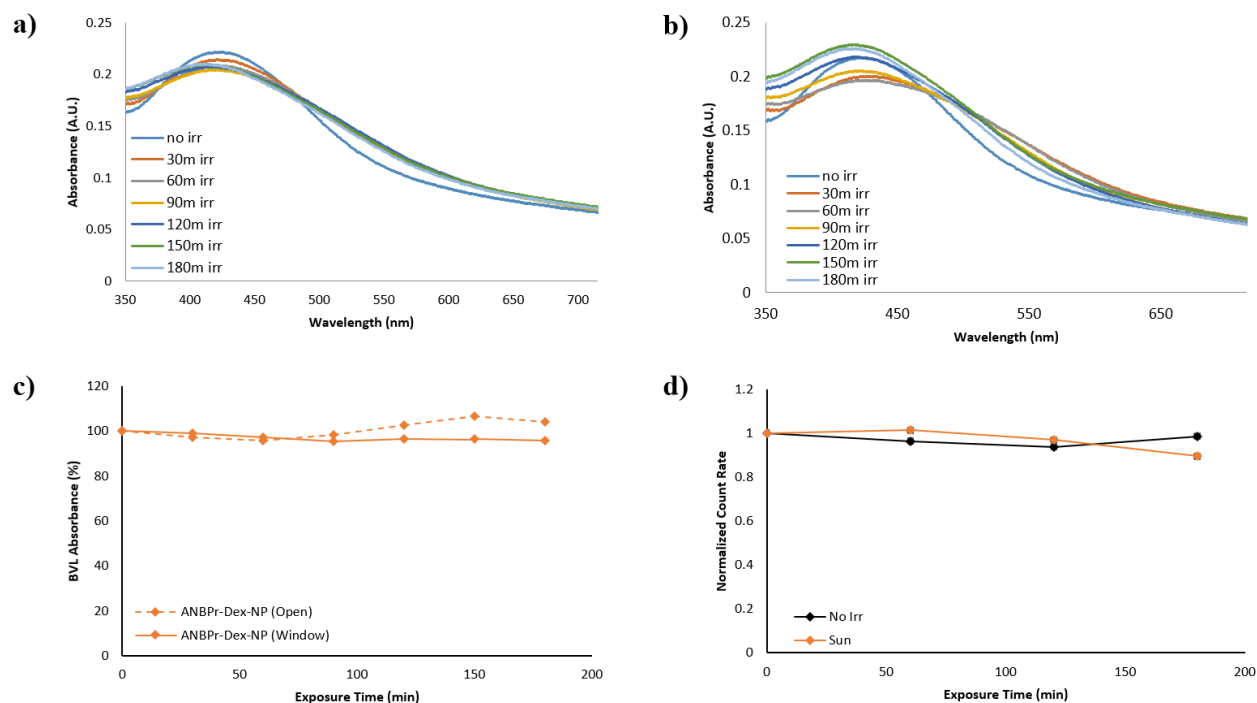 a)
0.25
0.2
0.15
0.1
0.05
0
Absorbance (A.U.)
no irr
30m irr
60m irr
90m irr
120m irr
150m irr
180m irr
350 400 450 500 550 600 650 700
Wavelength (nm)
b)
0.25
0.2
0.15
0.1
0.05
0
Absorbance (A.U.)
no irr
30m irr
60m irr
90m irr
120m irr
150m irr
180m irr
350 450 550 650
Wavelength (nm)
c)
120
100
80
60
40
20
0
BVL Absorbance (%)
ANBPr-Dex-NP (Open)
ANBPr-Dex-NP (Window)
0 50 100 150 200
Exposure Time (min)
d)
1.2
1
0.8
0.6
0.4
0.2
0
Normalized Count Rate
No Irr
Sun
0 50 100 150 200
Exposure Time (min)